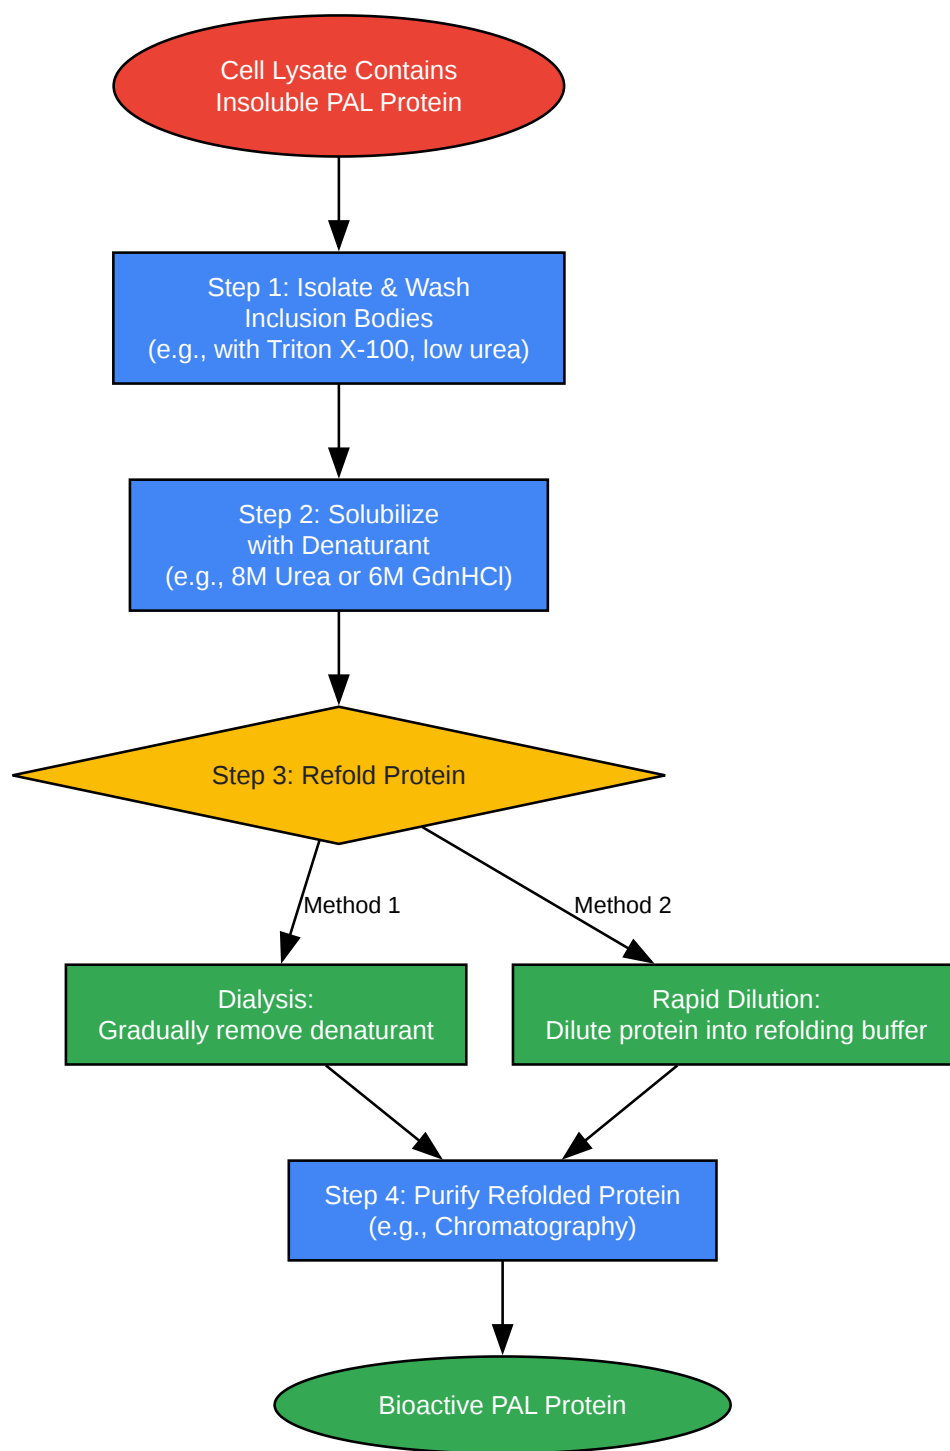 Cell Lysate Contains
Insoluble PAL Protein
Step 1: Isolate & Wash
Inclusion Bodies
(e.g., with Triton X-100, low urea)
Step 2: Solubilize
with Denaturant
(e.g., 8M Urea or 6M GdnHCl)
Step 3: Refold Protein
Method 1
Method 2
Dialysis:
Gradually remove denaturant
Rapid Dilution:
Dilute protein into refolding buffer
Step 4: Purify Refolded Protein
(e.g., Chromatography)
Bioactive PAL Protein